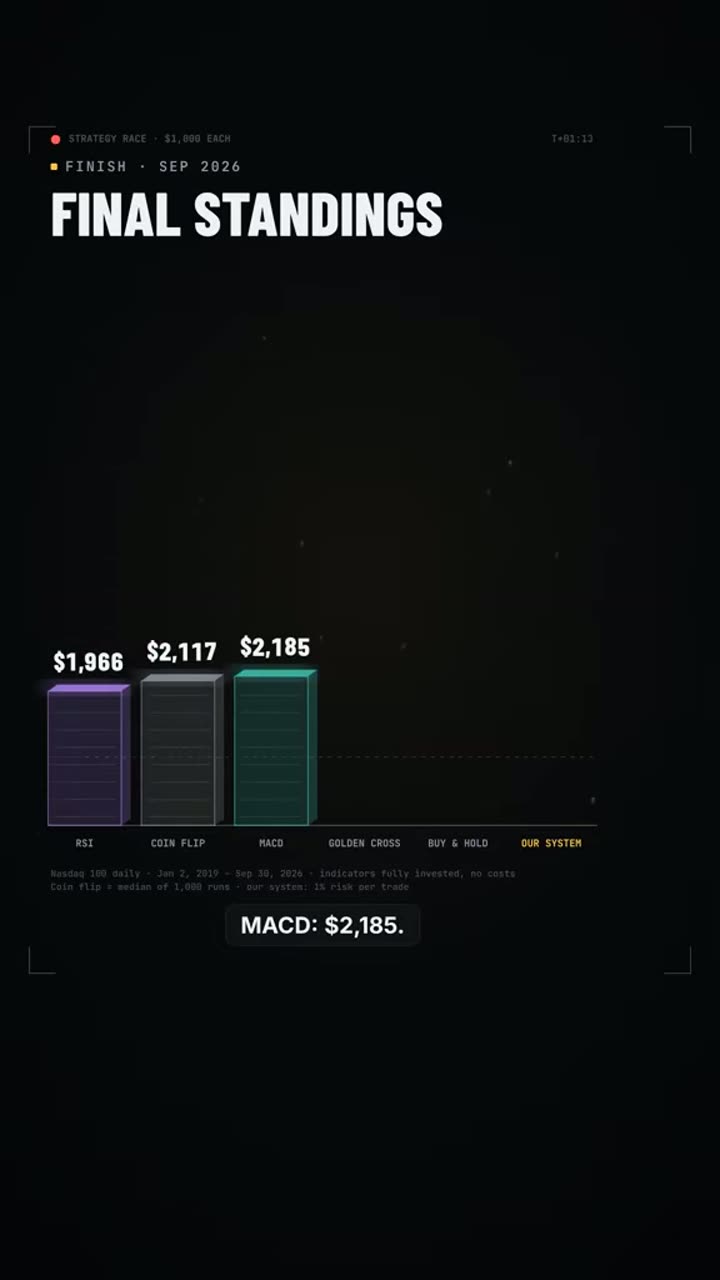 STRATEGY RACE · $1,000 EACH
T+01:13
FINISH · SEP 2026
FINAL STANDINGS
$1,966
$2,117
$2,185
RSI
COIN FLIP
MACD
GOLDEN CROSS
BUY & HOLD
OUR SYSTEM
Nasdaq 100 daily · Jan 2, 2019 – Sep 30, 2026 · indicators fully invested, no costs
Coin flip = median of 1,000 runs · our system: 1% risk per trade
MACD: $2,185.